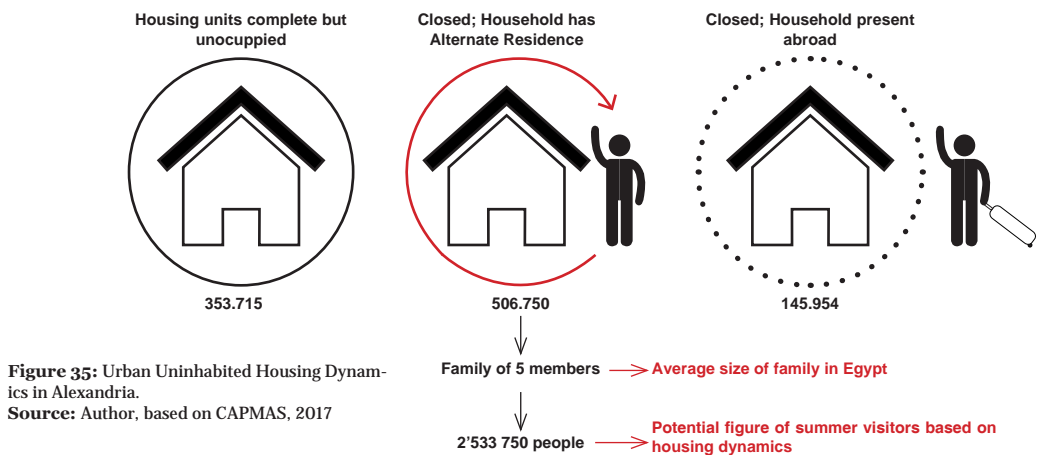 Housing units complete but
unocuppied
Closed; Household has
Alternate Residence
Closed; Household present
abroad
353.715
506.750
145.954
Family of 5 members
Average size of family in Egypt
Figure 35: Urban Uninhabited Housing Dynam-
ics in Alexandria.
Source: Author, based on CAPMAS, 2017
2'533 750 people
Potential figure of summer visitors based on
housing dynamics